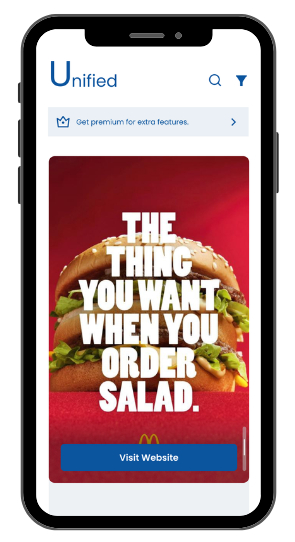 Unified
Get premium for extra features.
THE
THING
YOU WANT
WHEN YOU
ORDER
SALAD.
Visit Website